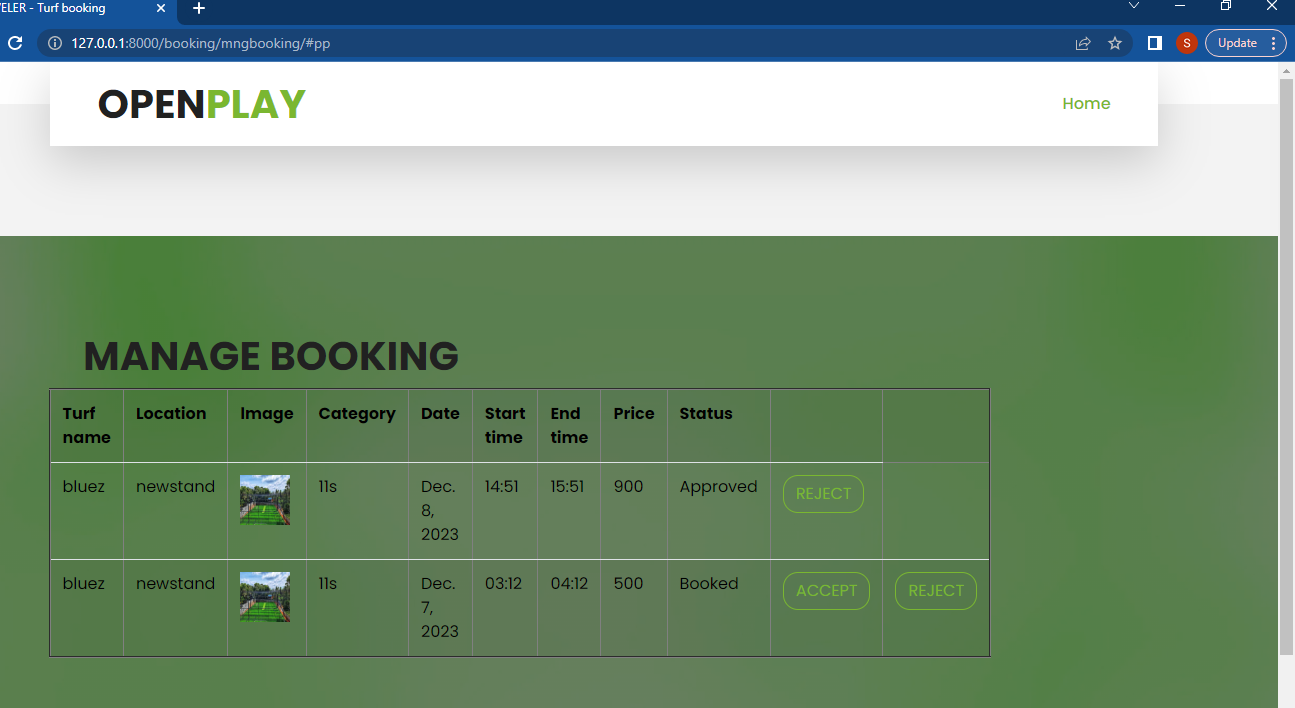 ELER - Turf booking
127.0.0.1:8000/booking/mngbooking/#pp
S
Update
OPENPLAY
Home
MANAGE BOOKING
Turf name Location Image Category Date Start time End time Price Status
bluez newstand 11s Dec. 8, 2023 14:51 15:51 900 Approved REJECT
bluez newstand 11s Dec. 7, 2023 03:12 04:12 500 Booked ACCEPT REJECT